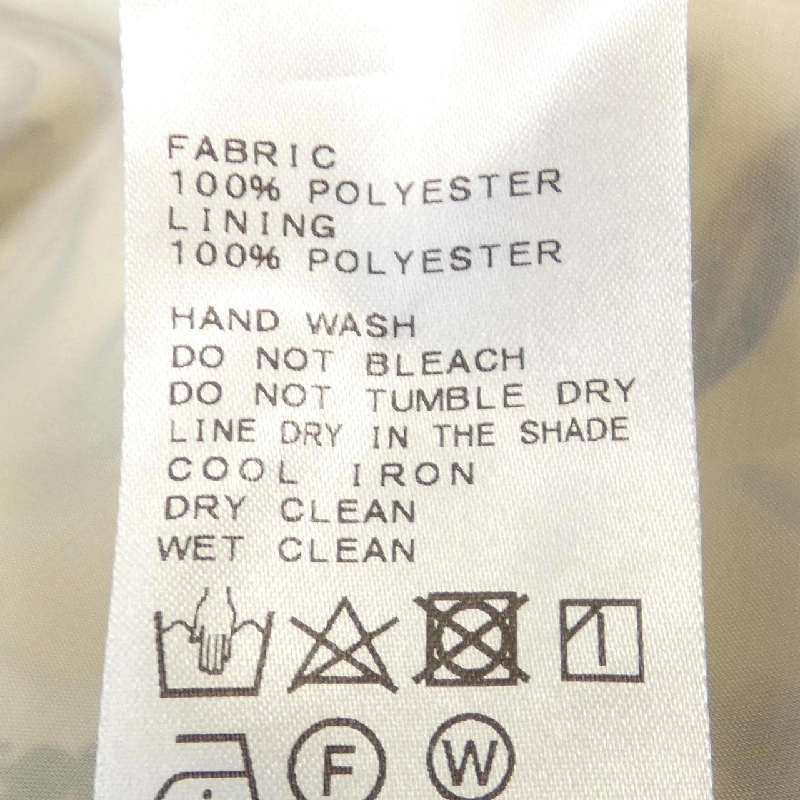 FABRIC
100% POLYESTER
LINING
100% POLYESTER
HAND WASH
DO NOT BLEACH
DO NOT TUMBLE DRY
LINE DRY IN THE SHADE
COOL IRON
DRY CLEAN
WET CLEAN
F W